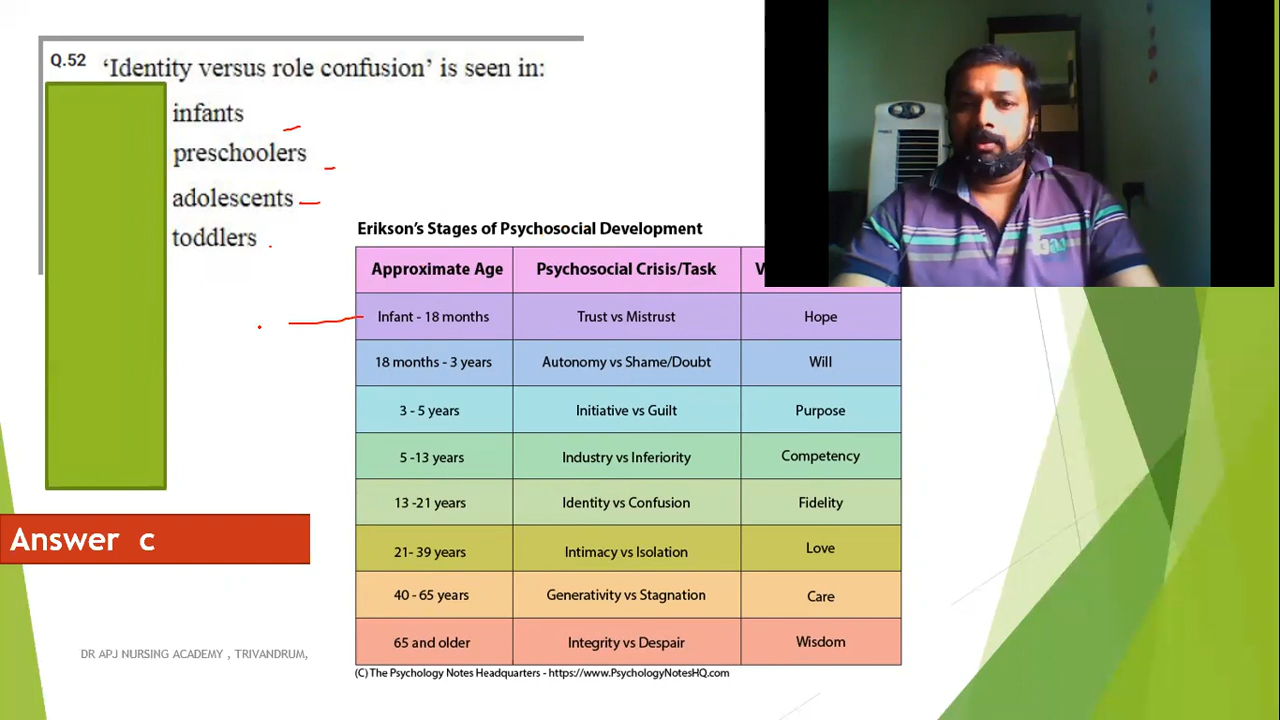 Q.52 'Identity versus role confusion' is seen in:
infants
preschoolers
adolescents
toddlers
Erikson's Stages of Psychosocial Development
Approximate Age Psychosocial Crisis/Task
Infant - 18 months Trust vs Mistrust Hope
18 months - 3 years Autonomy vs Shame/Doubt Will
3 - 5 years Initiative vs Guilt Purpose
5 -13 years Industry vs Inferiority Competency
13 -21 years Identity vs Confusion Fidelity
21- 39 years Intimacy vs Isolation Love
40 - 65 years Generativity vs Stagnation Care
65 and older Integrity vs Despair Wisdom
(C) The Psychology Notes Headquarters - https://www.PsychologyNotesHQ.com
Answer c
DR APJ NURSING ACADEMY , TRIVANDRUM,